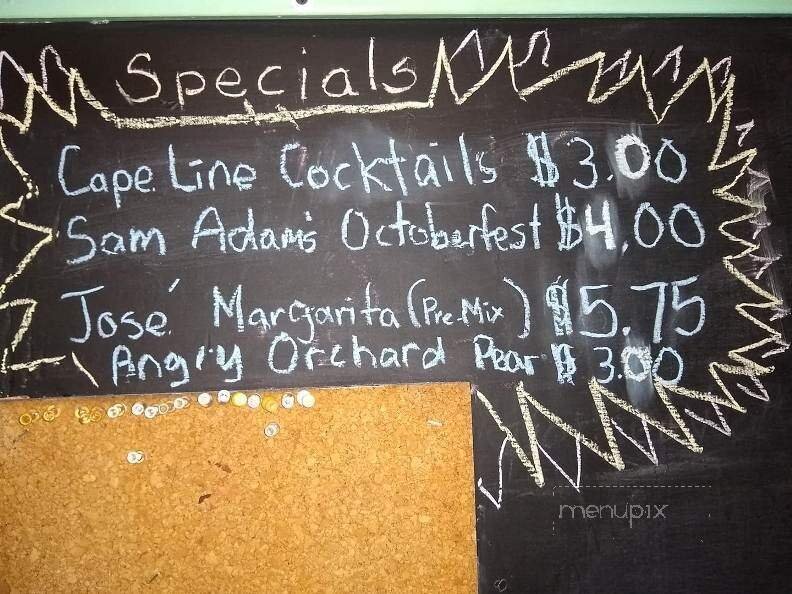 Specials
Cape Line Cocktails $3.00
Sam Adam's Octoberfest $4.00
José Margarita (Pre-Mix) $5.75
Angry Orchard Pear $3.00
menupix